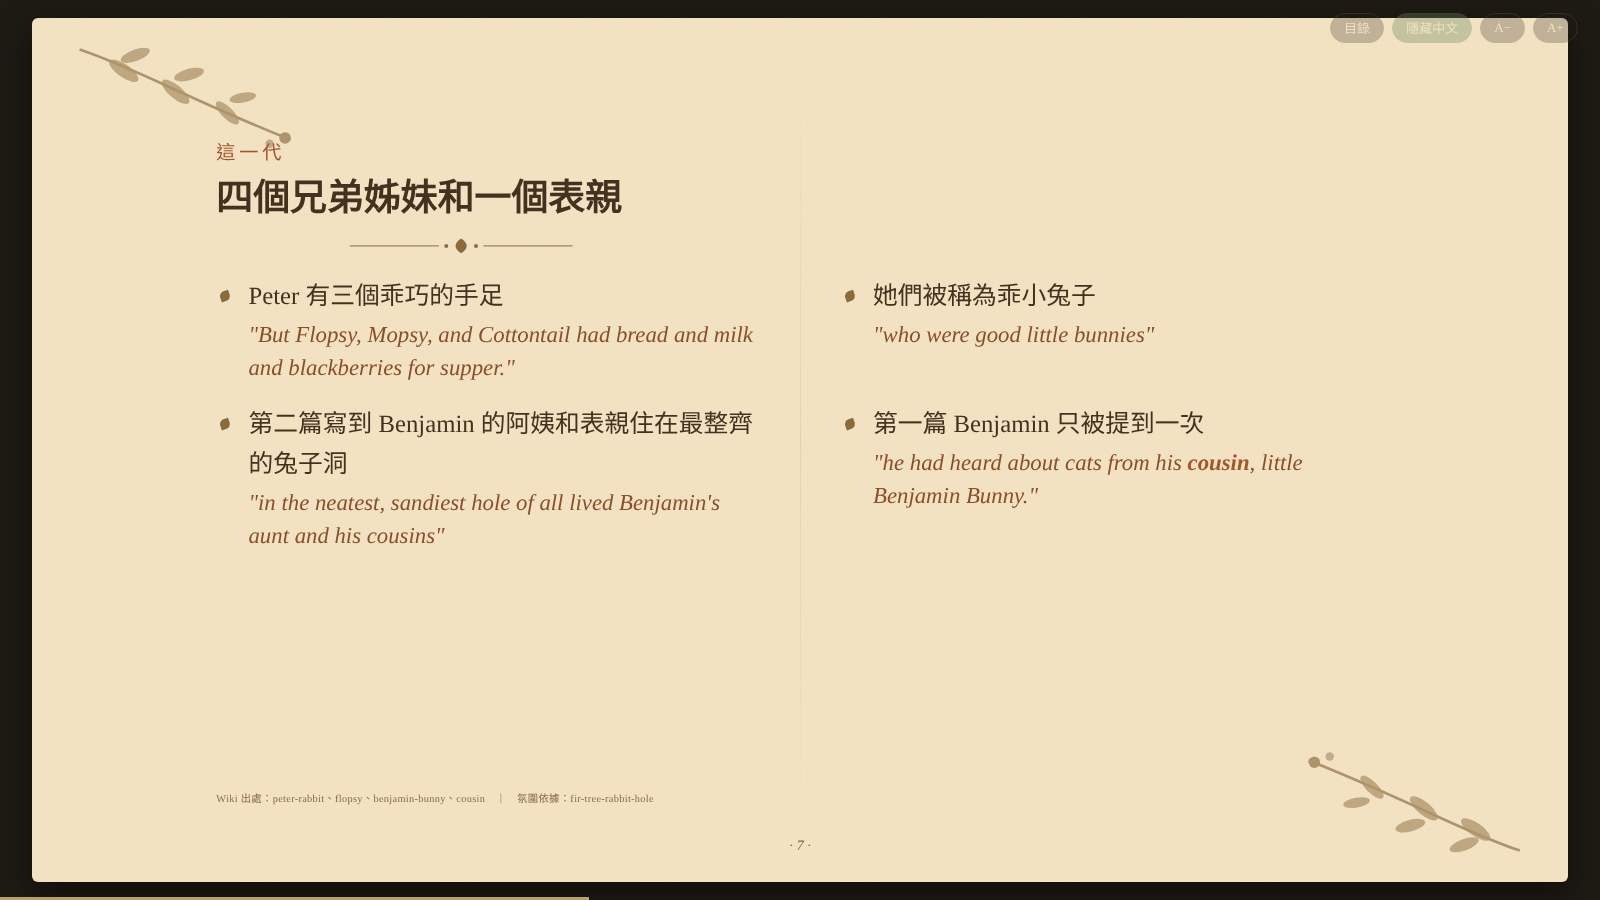 目錄
隱藏中文
A−
A+
這一代
四個兄弟姊妹和一個表親
Peter 有三個乖巧的手足
"But Flopsy, Mopsy, and Cottontail had bread and milk
and blackberries for supper."
她們被稱為乖小兔子
"who were good little bunnies"
第二篇寫到 Benjamin 的阿姨和表親住在最整齊
的兔子洞
"in the neatest, sandiest hole of all lived Benjamin's
aunt and his cousins"
第一篇 Benjamin 只被提到一次
"he had heard about cats from his cousin, little
Benjamin Bunny."
Wiki 出處：peter-rabbit、flopsy、benjamin-bunny、cousin ｜ 氛圍依據：fir-tree-rabbit-hole
· 7 ·